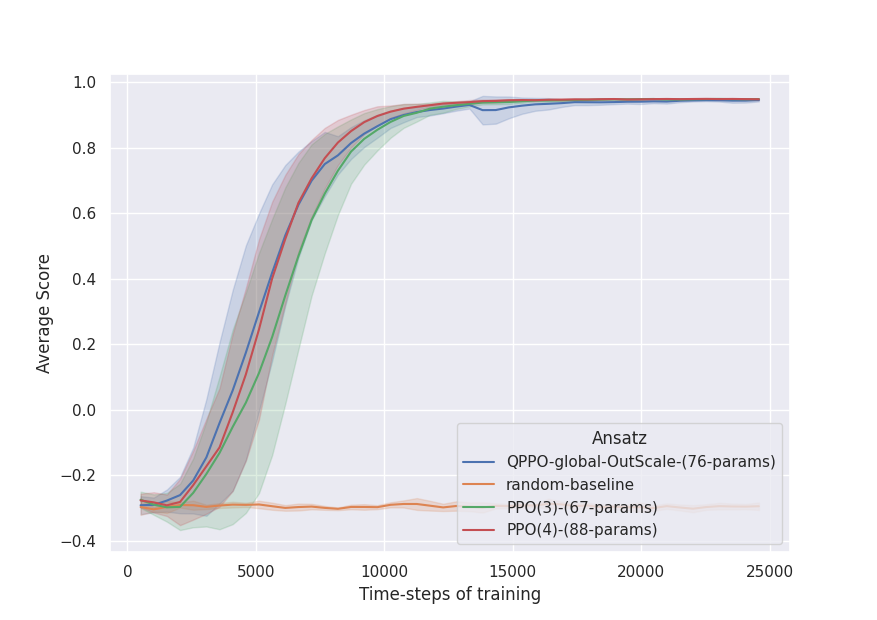 1.0
0.8
0.6
0.4
0.2
0.0
−0.2
−0.4
Average Score
Ansatz
QPPO-global-OutScale-(76-params)
random-baseline
PPO(3)-(67-params)
PPO(4)-(88-params)
0 5000 10000 15000 20000 25000
Time-steps of training